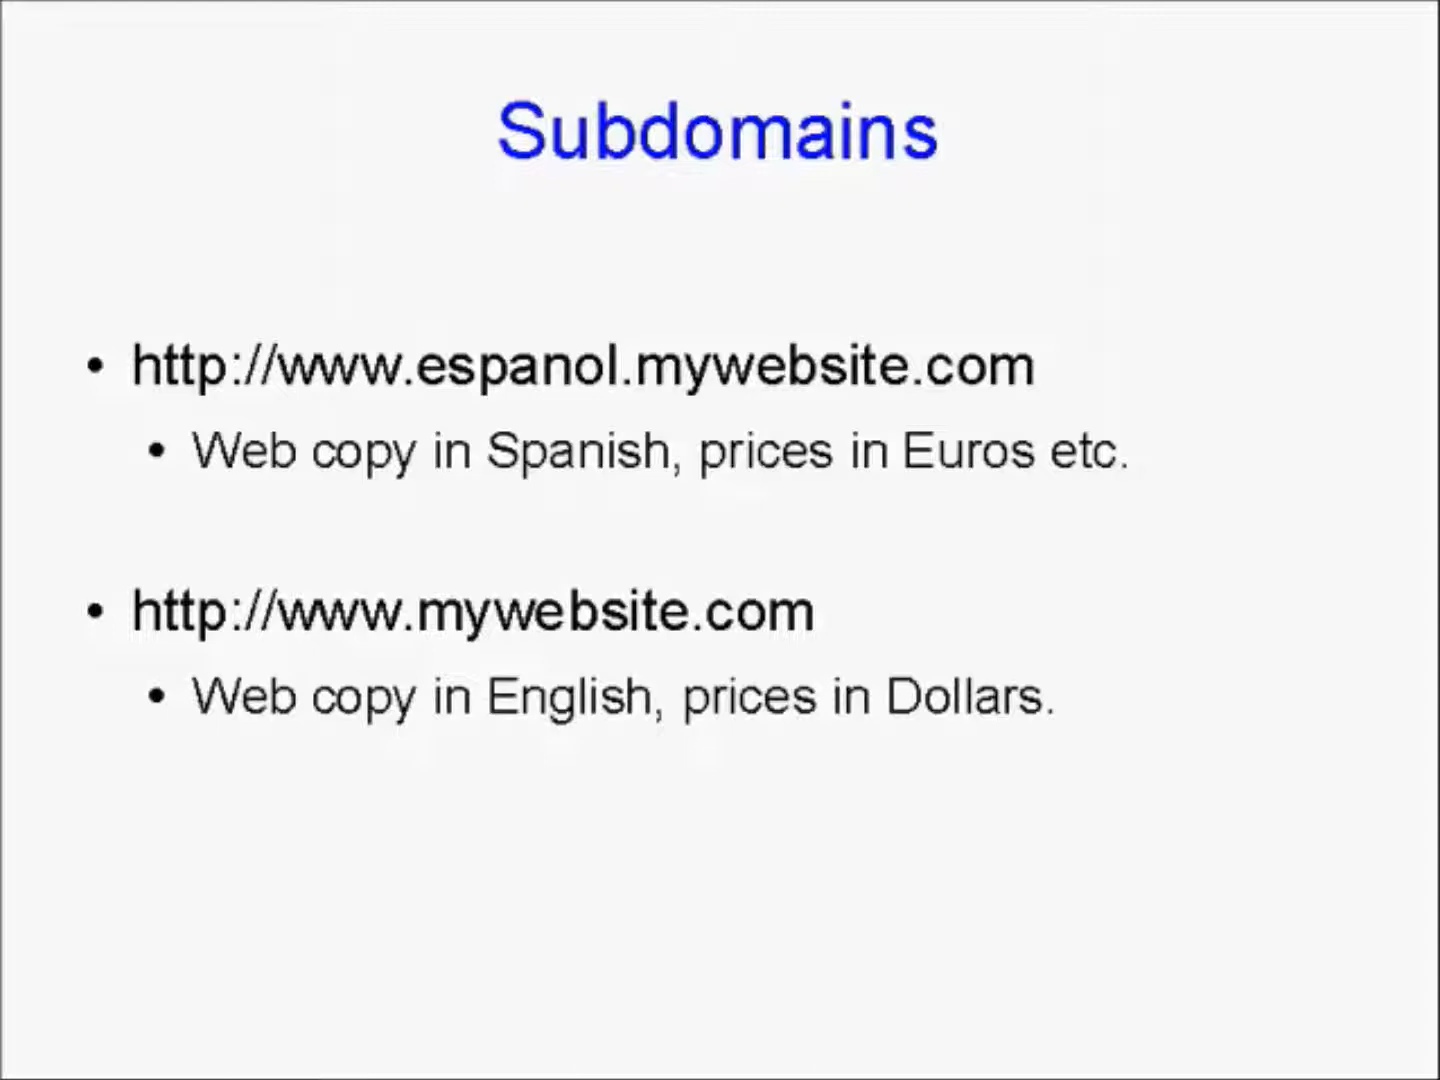 Subdomains
• http://www.espanol.mywebsite.com
• Web copy in Spanish, prices in Euros etc.
• http://www.mywebsite.com
• Web copy in English, prices in Dollars.